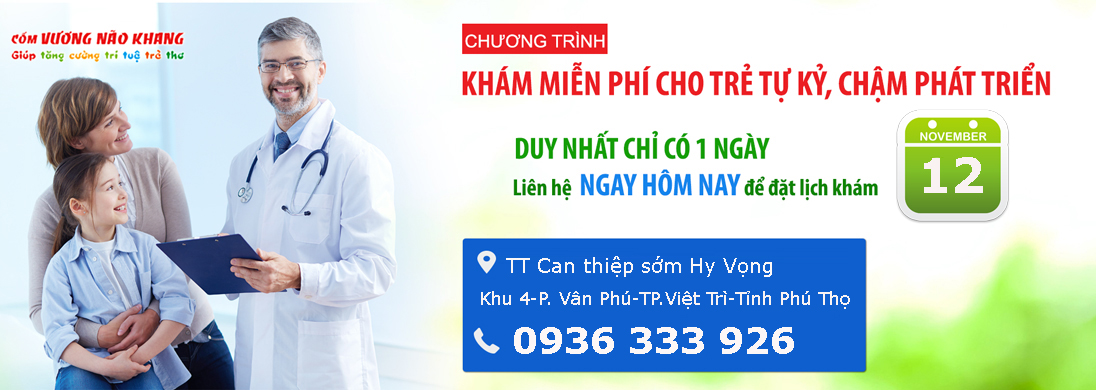 CỐM VƯƠNG NÃO KHANG
Giúp tăng cường trí tuệ trẻ thơ
CHƯƠNG TRÌNH
KHÁM MIỄN PHÍ CHO TRẺ TỰ KỶ, CHẬM PHÁT TRIỂN
DUY NHẤT CHỈ CÓ 1 NGÀY
Liên hệ NGAY HÔM NAY để đặt lịch khám
NOVEMBER
12
TT Can thiệp sớm Hy Vọng
Khu 4-P. Vân Phú-TP.Việt Trì-Tỉnh Phú Thọ
0936 333 926